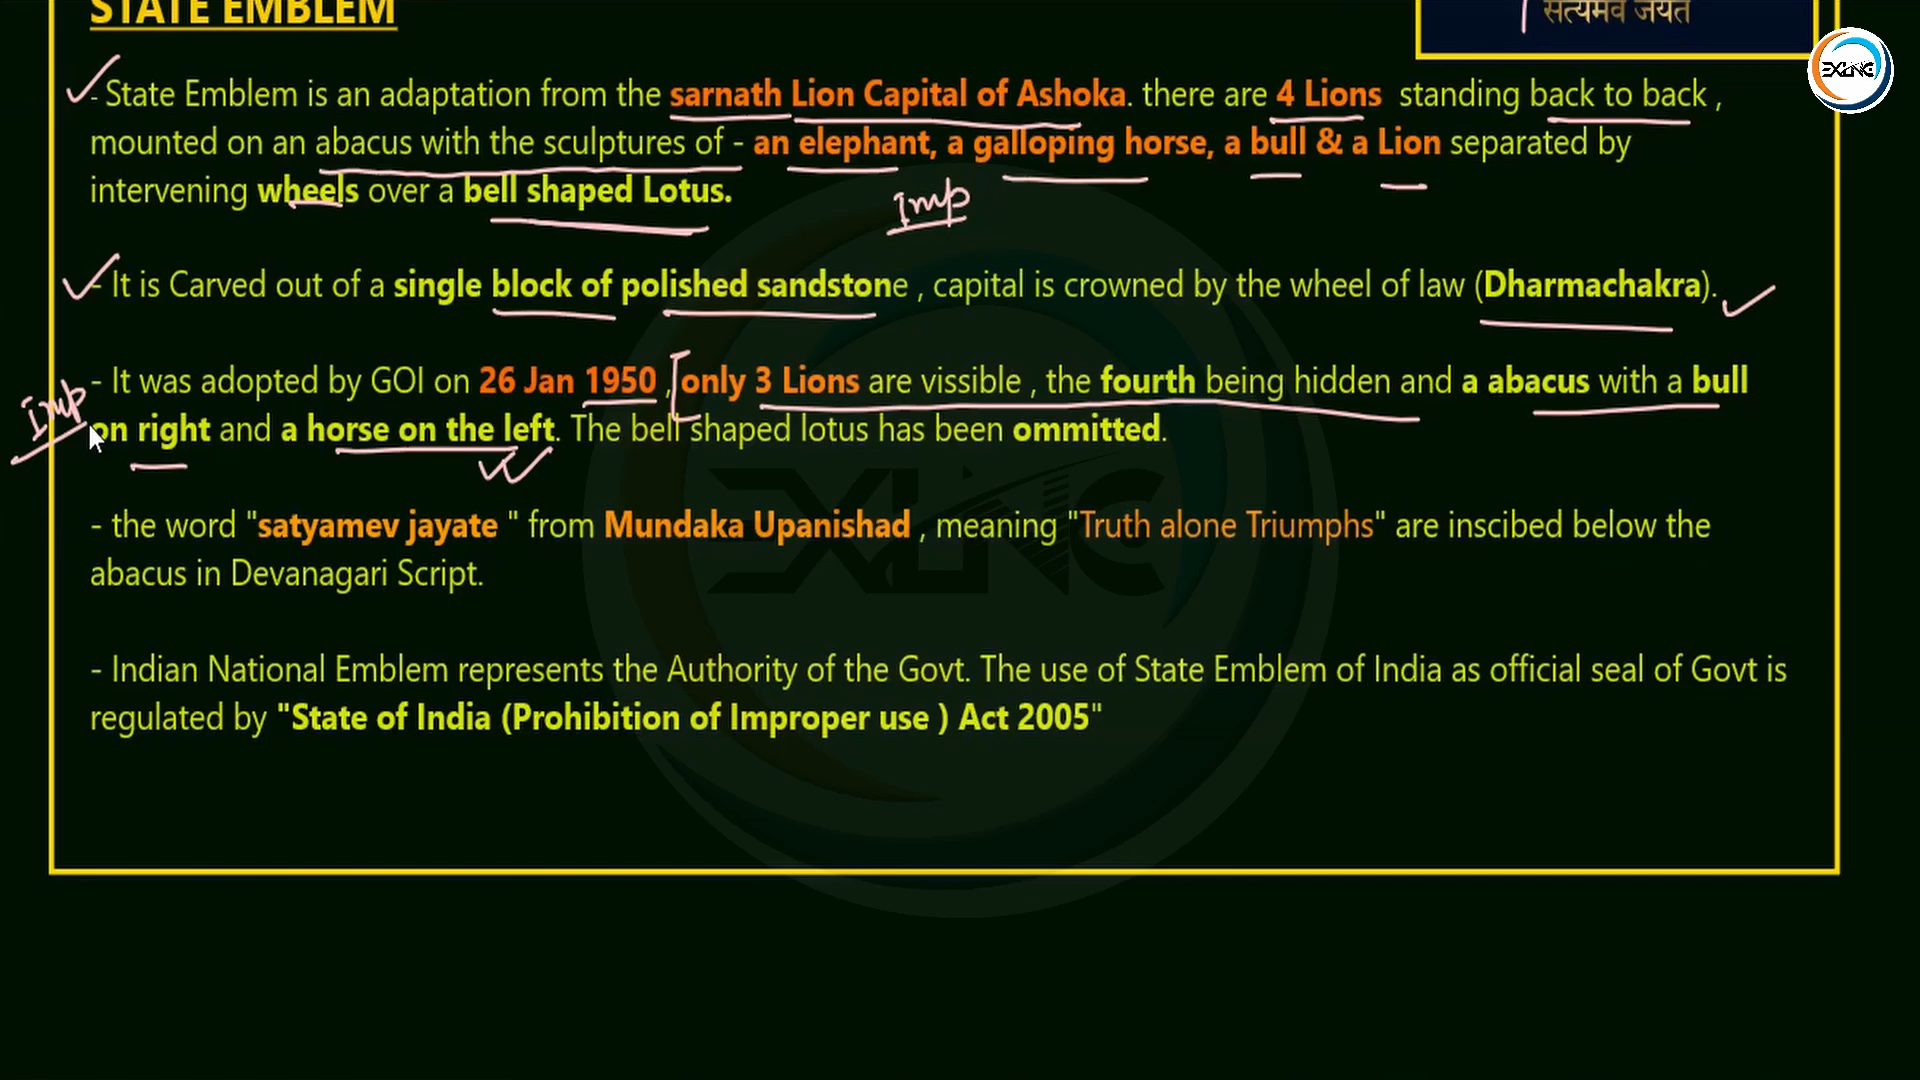 STATE EMBLEM
सत्यमेव जयते
EXLNC
- State Emblem is an adaptation from the sarnath Lion Capital of Ashoka. there are 4 Lions standing back to back ,
mounted on an abacus with the sculptures of - an elephant, a galloping horse, a bull & a Lion separated by
intervening wheels over a bell shaped Lotus.
Imp
- It is Carved out of a single block of polished sandstone , capital is crowned by the wheel of law (Dharmachakra).
- It was adopted by GOI on 26 Jan 1950 , only 3 Lions are vissible , the fourth being hidden and a abacus with a bull
Imp
on right and a horse on the left. The bell shaped lotus has been ommitted.
EXLNC
- the word "satyamev jayate " from Mundaka Upanishad , meaning "Truth alone Triumphs" are inscibed below the
abacus in Devanagari Script.
- Indian National Emblem represents the Authority of the Govt. The use of State Emblem of India as official seal of Govt is
regulated by "State of India (Prohibition of Improper use ) Act 2005"